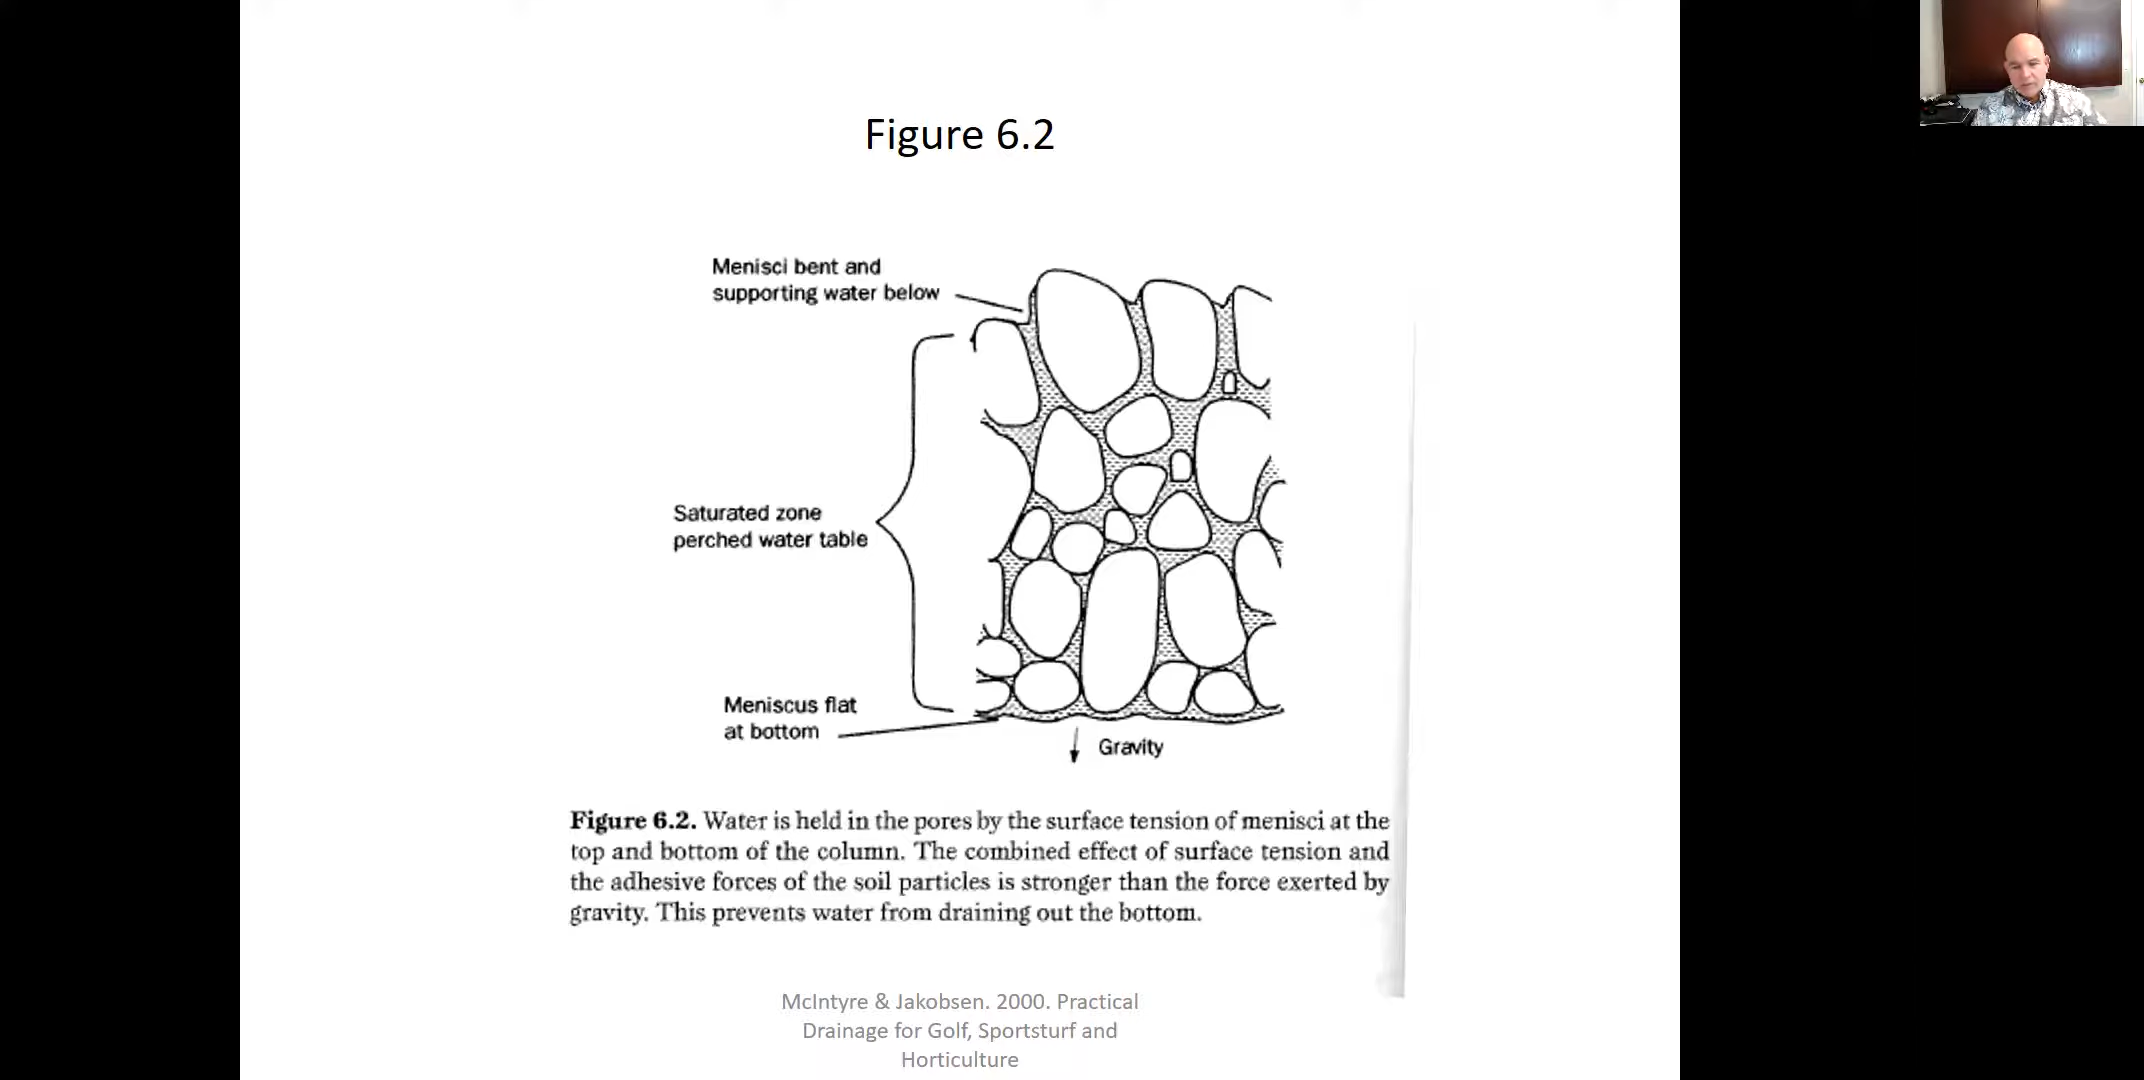 Figure 6.2
Menisci bent and
supporting water below
Saturated zone
perched water table
Meniscus flat
at bottom
Gravity
Figure 6.2. Water is held in the pores by the surface tension of menisci at the
top and bottom of the column. The combined effect of surface tension and
the adhesive forces of the soil particles is stronger than the force exerted by
gravity. This prevents water from draining out the bottom.
McIntyre & Jakobsen. 2000. Practical
Drainage for Golf, Sportsturf and
Horticulture